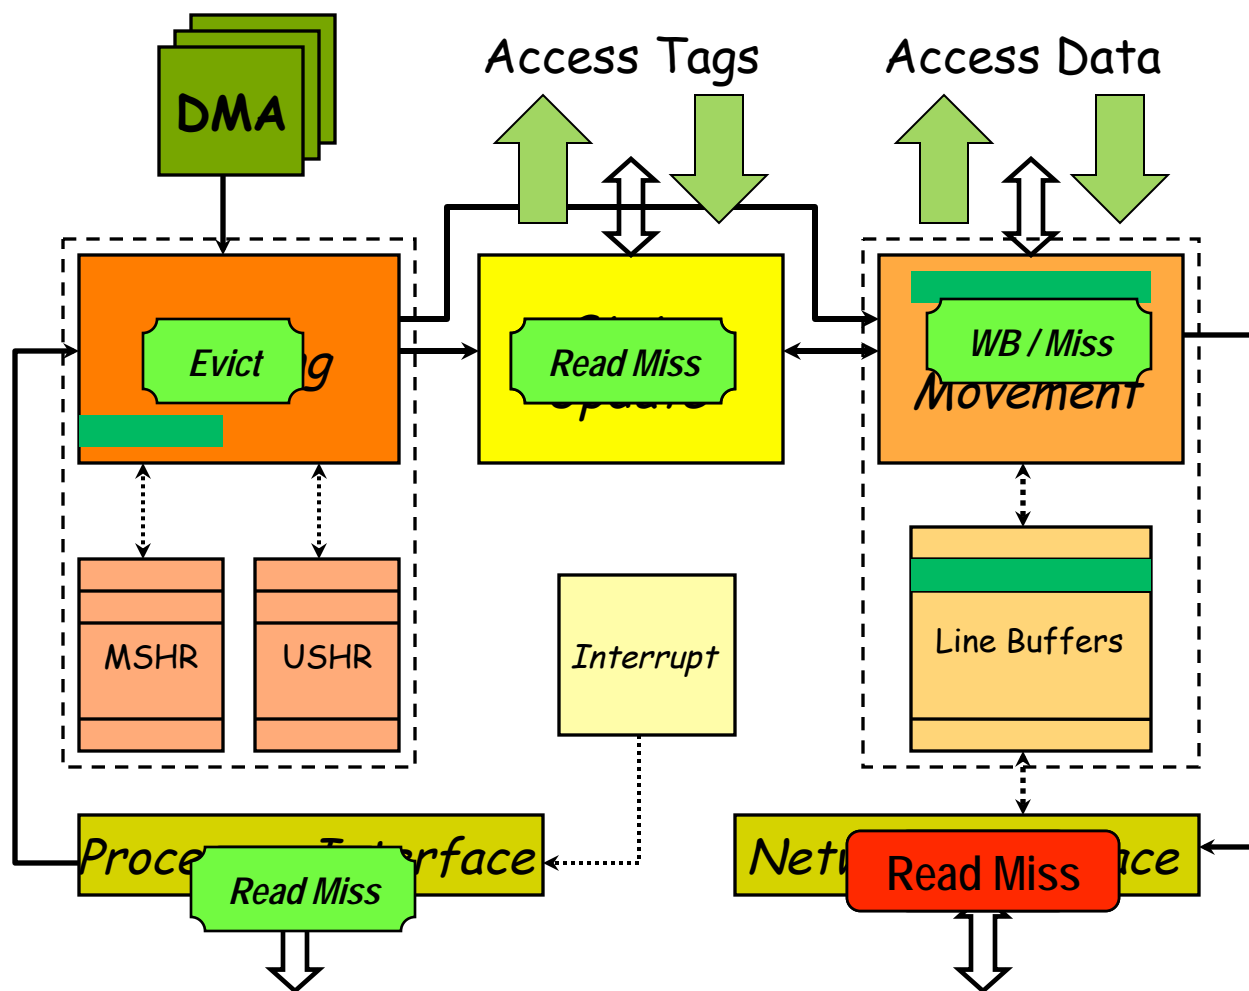 Access Tags
Access Data
DMA
Evict
Read Miss
WB / Miss
Movement
MSHR
USHR
Interrupt
Line Buffers
Read Miss
Read Miss